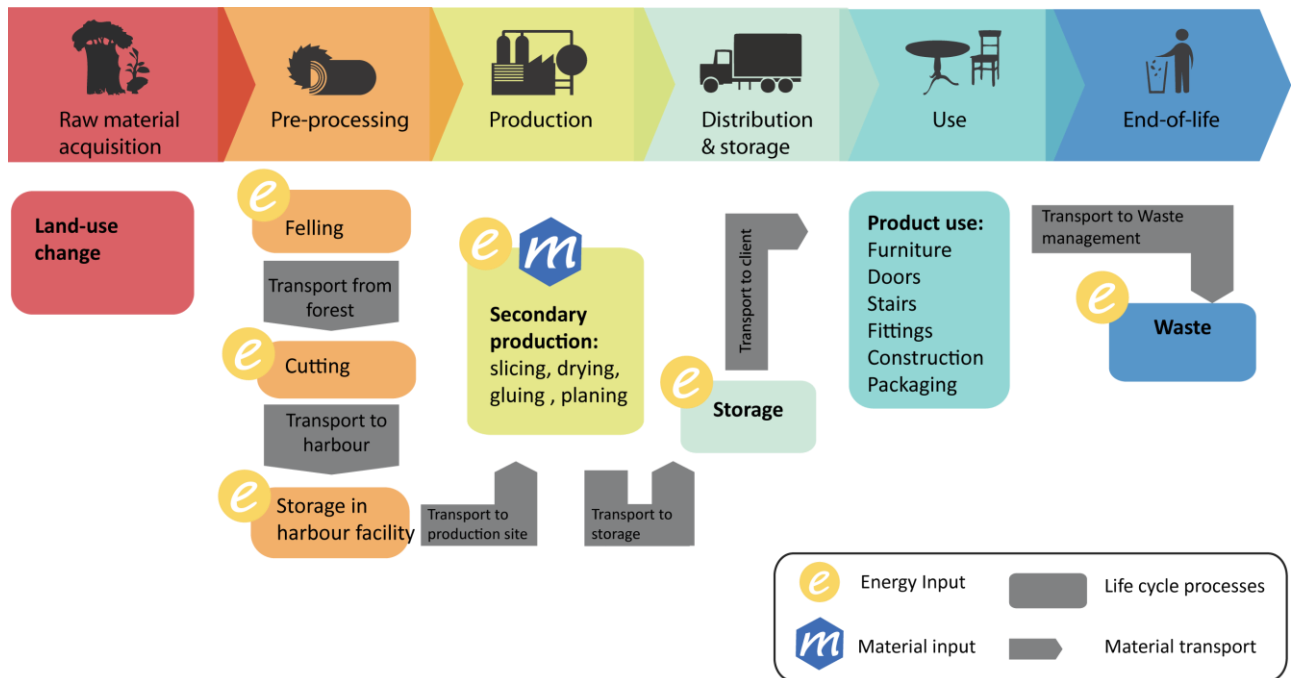 Raw material
acquisition
Pre-processing
Production
Distribution
& storage
Use
End-of-life
Land-use
change
e
Felling
Transport from
forest
e
Cutting
Transport to
harbour
e
Storage in
harbour facility
Transport to
production site
e
m
Secondary
production:
slicing, drying,
gluing , planing
Transport to
storage
e
Storage
Transport to client
Product use:
Furniture
Doors
Stairs
Fittings
Construction
Packaging
Transport to Waste
management
e
Waste
e
Energy Input
Life cycle processes
m
Material input
Material transport